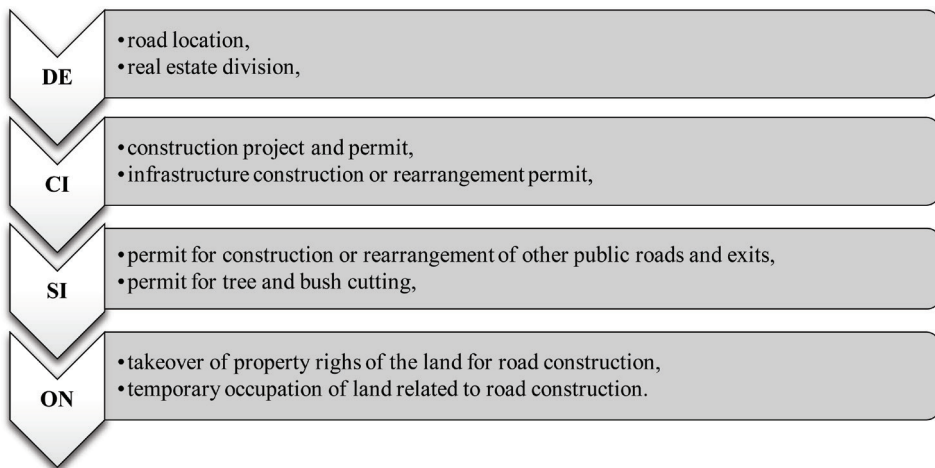 DE
•road location,
•real estate division,
CI
•construction project and permit,
•infrastructure construction or rearrangement permit,
SI
•permit for construction or rearrangement of other public roads and exits,
•permit for tree and bush cutting,
ON
•takeover of property righs of the land for road construction,
•temporary occupation of land related to road construction.